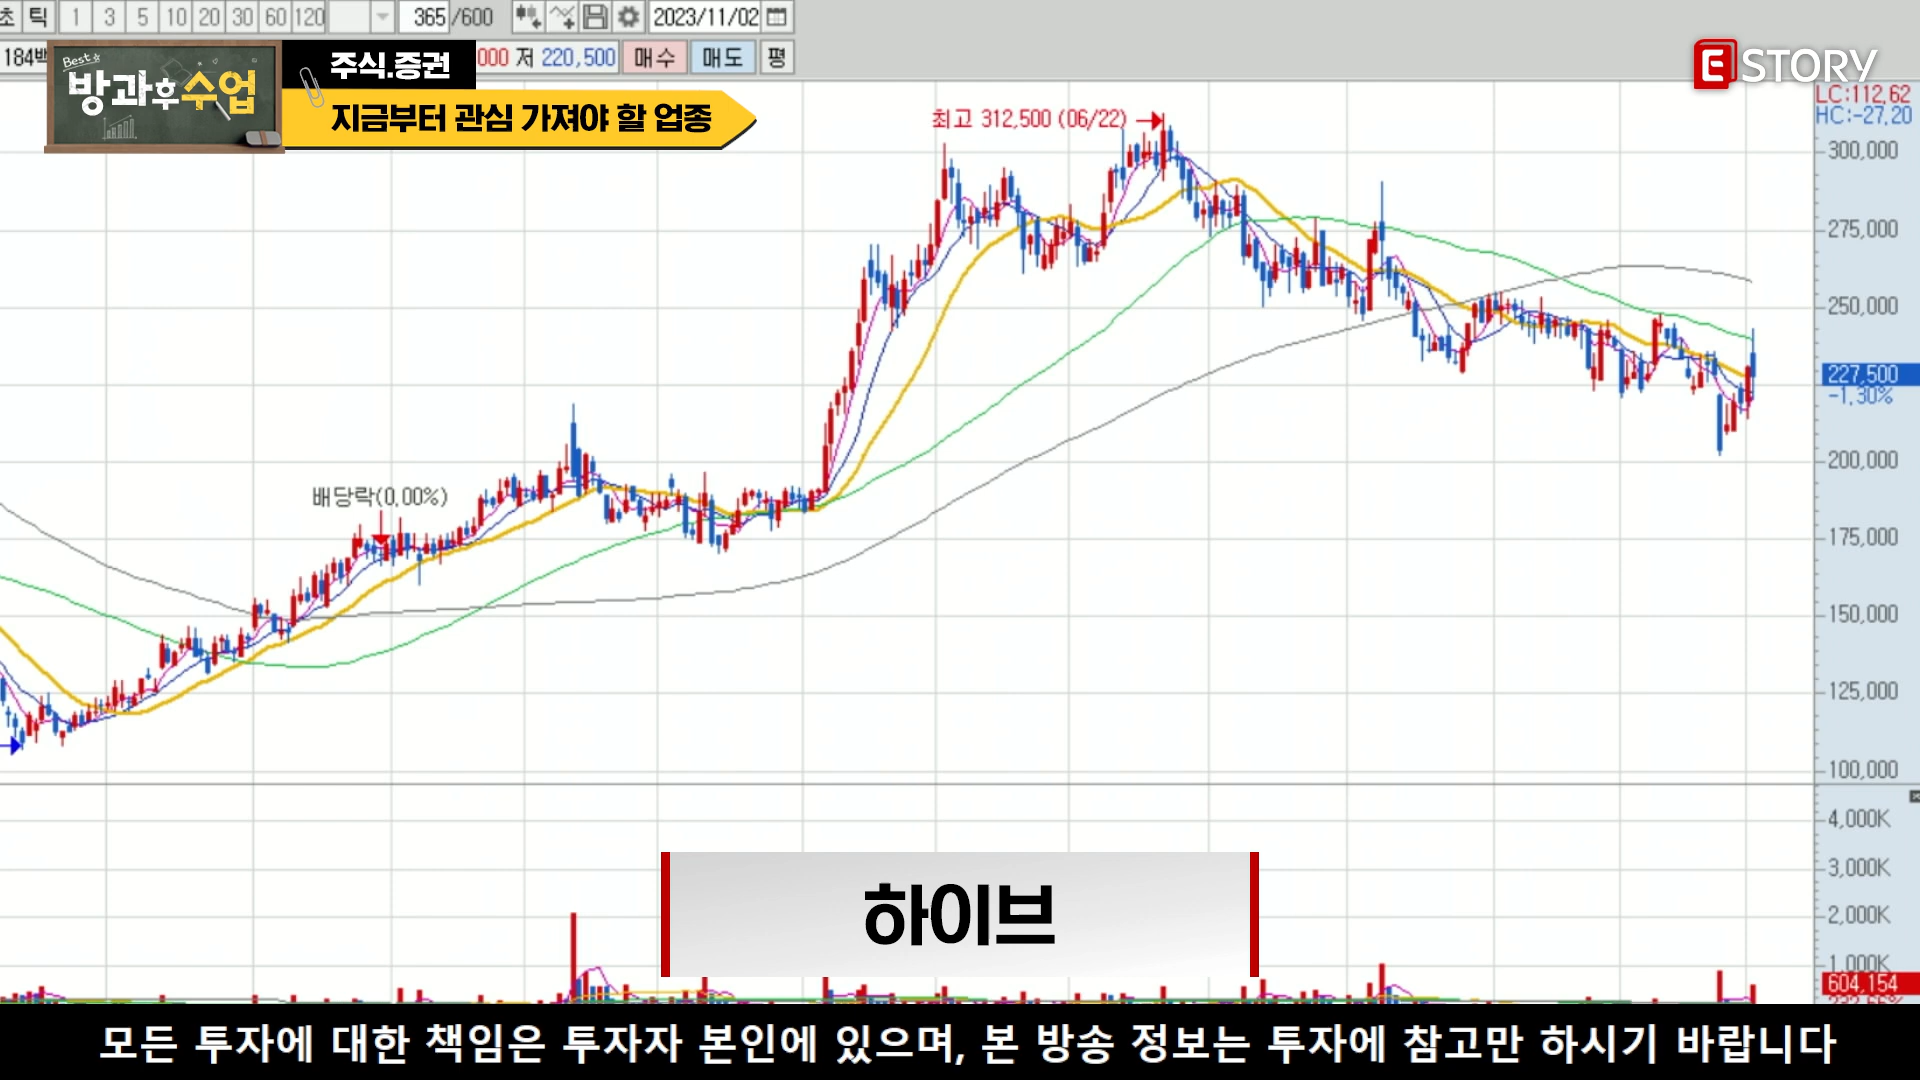 초 틱 1 3 5 10 20 30 60 120 365 /600 2023/11/02
184백
000 저 220,500 매수 매도 평
Best
방과후수업
주식.증권
지금부터 관심 가져야 할 업종
E STORY
LC:112,62
HC:-27,20
최고 312,500 (06/22)
300,000
275,000
250,000
227,500
-1,30%
200,000
배당락(0,00%)
175,000
150,000
125,000
100,000
4,000K
3,000K
2,000K
1,000K
604,154
하이브
모든 투자에 대한 책임은 투자자 본인에 있으며, 본 방송 정보는 투자에 참고만 하시기 바랍니다